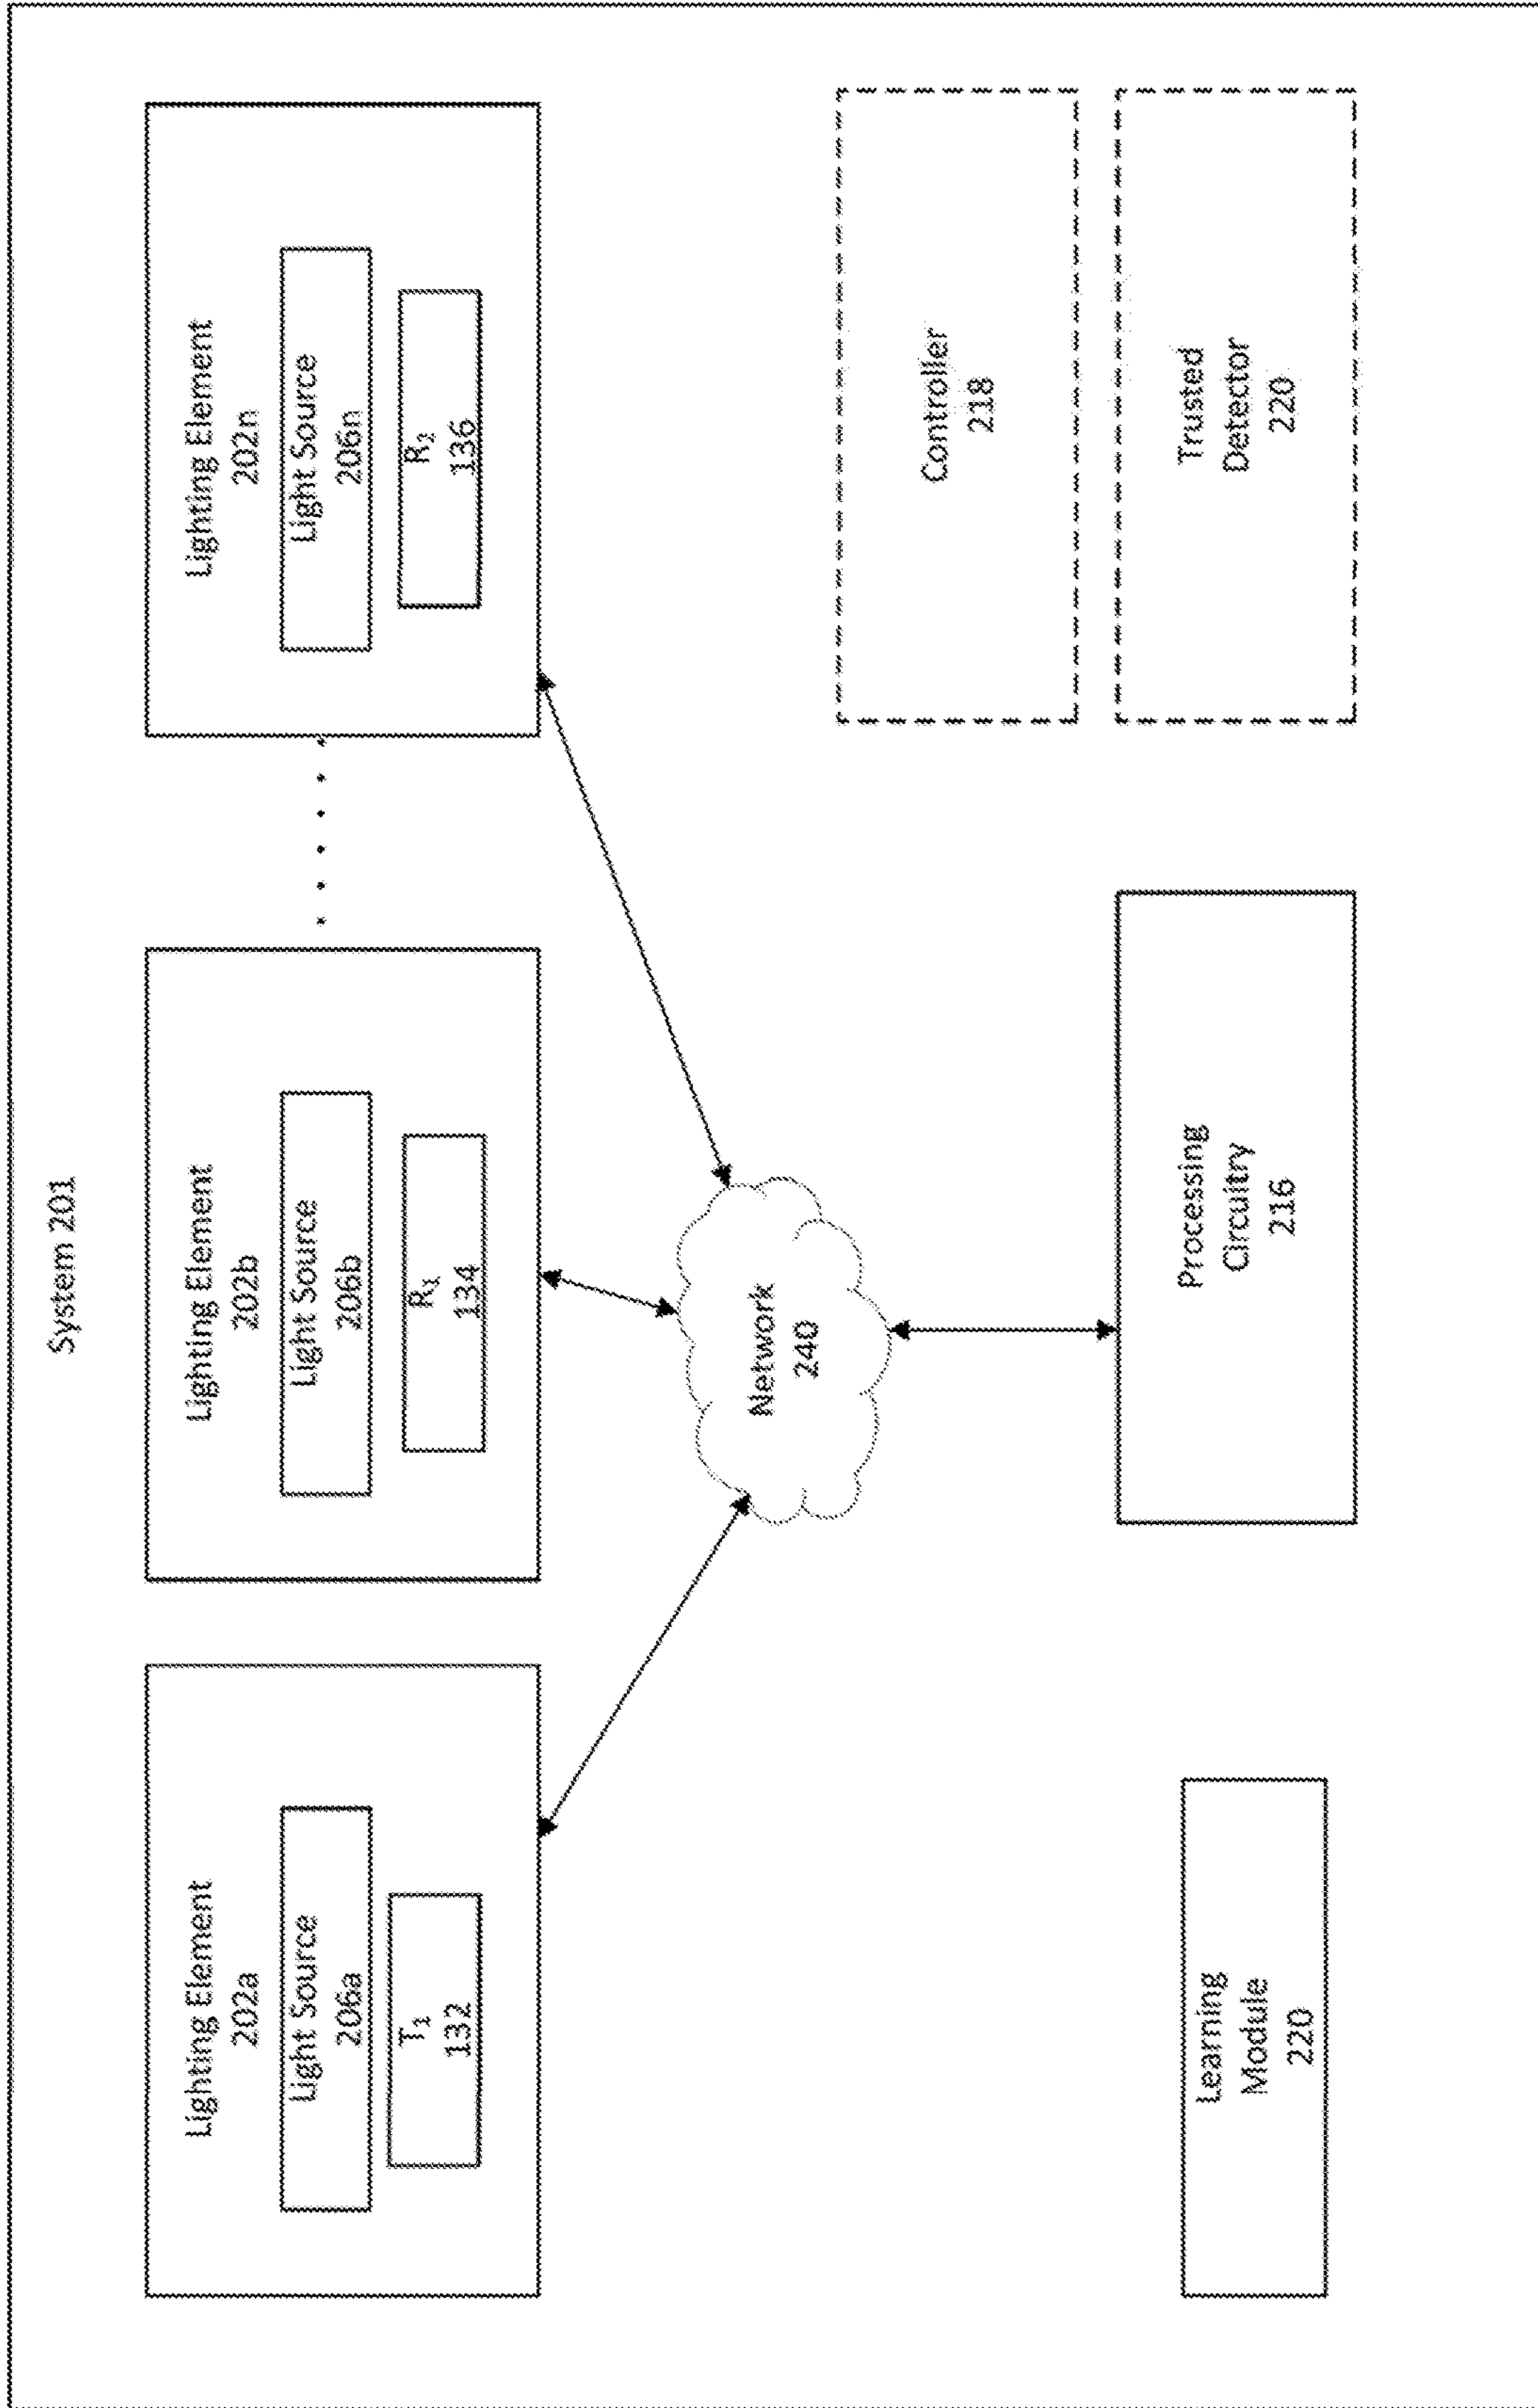 System 201
Lighting Element
202a
Light Source
206a
T1
132
Lighting Element
202b
Light Source
206b
R1
134
Lighting Element
202n
Light Source
206n
R2
136
Network
240
Learning
Module
220
Processing
Circuitry
216
Controller
218
Trusted
Detector
220